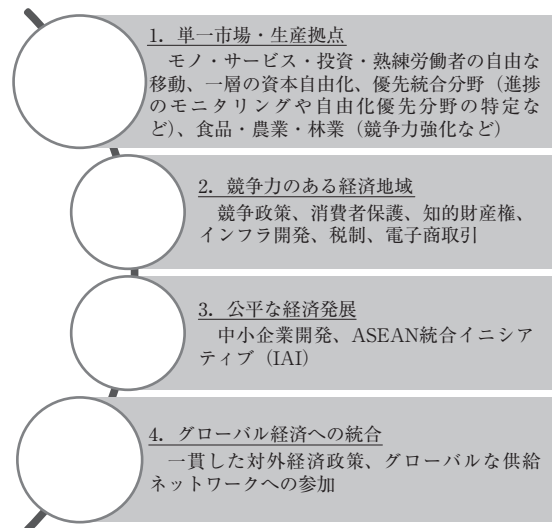 1．単一市場・生産拠点
モノ・サービス・投資・熟練労働者の自由な
移動、一層の資本自由化、優先統合分野（進捗
のモニタリングや自由化優先分野の特定な
ど）、食品・農業・林業（競争力強化など）
2．競争力のある経済地域
競争政策、消費者保護、知的財産権、
インフラ開発、税制、電子商取引
3．公平な経済発展
中小企業開発、ASEAN統合イニシア
ティブ（IAI）
4．グローバル経済への統合
一貫した対外経済政策、グローバルな供給
ネットワークへの参加